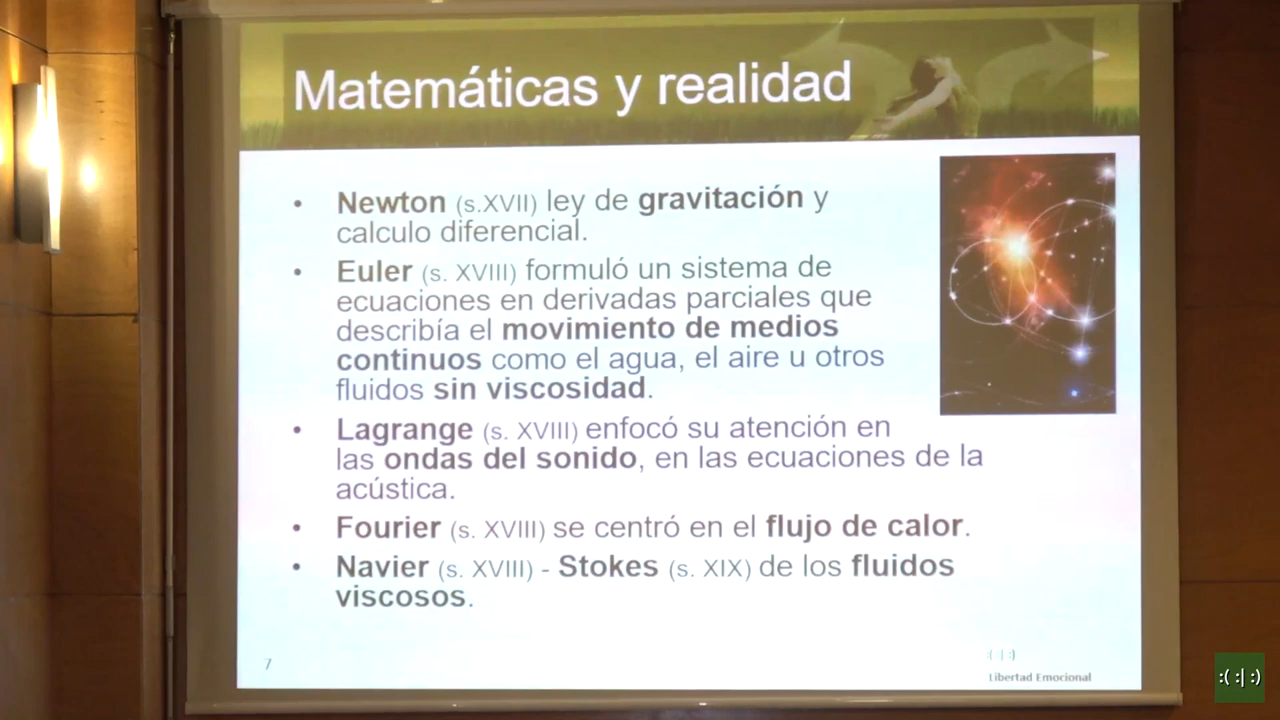 Matemáticas y realidad
• Newton (s.XVII) ley de gravitación y
calculo diferencial.
• Euler (s. XVIII) formuló un sistema de
ecuaciones en derivadas parciales que
describía el movimiento de medios
continuos como el agua, el aire u otros
fluidos sin viscosidad.
• Lagrange (s. XVIII) enfocó su atención en
las ondas del sonido, en las ecuaciones de la
acústica.
• Fourier (s. XVIII) se centró en el flujo de calor.
• Navier (s. XVIII) - Stokes (s. XIX) de los fluidos
viscosos.
7
:( :| :)
Libertad Emocional
:( :| :)